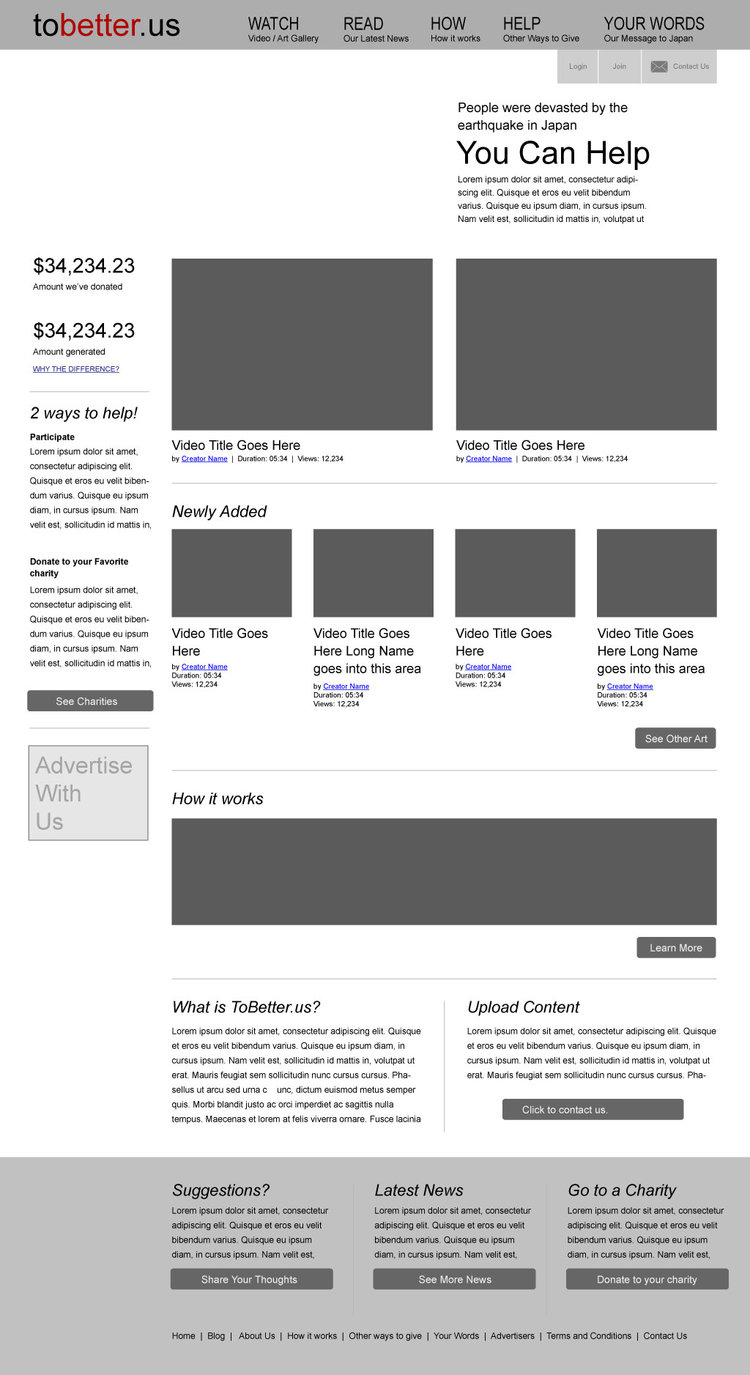 tobetter.us
WATCH
Video / Art Gallery
READ
Our Latest News
HOW
How it works
HELP
Other Ways to Give
YOUR WORDS
Our Message to Japan
Login
Join
Contact Us
People were devasted by the
earthquake in Japan
You Can Help
Lorem ipsum dolor sit amet, consectetur adipi-
scing elit. Quisque et eros eu velit bibendum
varius. Quisque eu ipsum diam, in cursus ipsum.
Nam velit est, sollicitudin id mattis in, volutpat ut
$34,234.23
Amount we've donated
$34,234.23
Amount generated
WHY THE DIFFERENCE?
2 ways to help!
Participate
Lorem ipsum dolor sit amet,
consectetur adipiscing elit.
Quisque et eros eu velit biben-
dum varius. Quisque eu ipsum
diam, in cursus ipsum. Nam
velit est, sollicitudin id mattis in,
Donate to your Favorite
charity
Lorem ipsum dolor sit amet,
consectetur adipiscing elit.
Quisque et eros eu velit biben-
dum varius. Quisque eu ipsum
diam, in cursus ipsum. Nam
velit est, sollicitudin id mattis in,
See Charities
Advertise
With
Us
Video Title Goes Here
by Creator Name | Duration: 05:34 | Views: 12,234
Video Title Goes Here
by Creator Name | Duration: 05:34 | Views: 12,234
Newly Added
Video Title Goes
Here
by Creator Name
Duration: 05:34
Views: 12,234
Video Title Goes
Here Long Name
goes into this area
by Creator Name
Duration: 05:34
Views: 12,234
Video Title Goes
Here
by Creator Name
Duration: 05:34
Views: 12,234
Video Title Goes
Here Long Name
goes into this area
by Creator Name
Duration: 05:34
Views: 12,234
See Other Art
How it works
Learn More
What is ToBetter.us?
Lorem ipsum dolor sit amet, consectetur adipiscing elit. Quisque
et eros eu velit bibendum varius. Quisque eu ipsum diam, in
cursus ipsum. Nam velit est, sollicitudin id mattis in, volutpat ut
erat. Mauris feugiat sem sollicitudin nunc cursus cursus. Pha-
sellus ut arcu sed urna c unc, dictum euismod metus semper
quis. Morbi blandit justo ac orci imperdiet ac sagittis nulla
tempus. Maecenas et lorem at felis viverra ornare. Fusce lacinia
Upload Content
Lorem ipsum dolor sit amet, consectetur adipiscing elit. Quisque
et eros eu velit bibendum varius. Quisque eu ipsum diam, in
cursus ipsum. Nam velit est, sollicitudin id mattis in, volutpat ut
erat. Mauris feugiat sem sollicitudin nunc cursus cursus. Pha-
Click to contact us.
Suggestions?
Lorem ipsum dolor sit amet, consectetur
adipiscing elit. Quisque et eros eu velit
bibendum varius. Quisque eu ipsum
diam, in cursus ipsum. Nam velit est,
Share Your Thoughts
Latest News
Lorem ipsum dolor sit amet, consectetur
adipiscing elit. Quisque et eros eu velit
bibendum varius. Quisque eu ipsum
diam, in cursus ipsum. Nam velit est,
See More News
Go to a Charity
Lorem ipsum dolor sit amet, consectetur
adipiscing elit. Quisque et eros eu velit
bibendum varius. Quisque eu ipsum
diam, in cursus ipsum. Nam velit est,
Donate to your charity
Home | Blog | About Us | How it works | Other ways to give | Your Words | Advertisers | Terms and Conditions | Contact Us